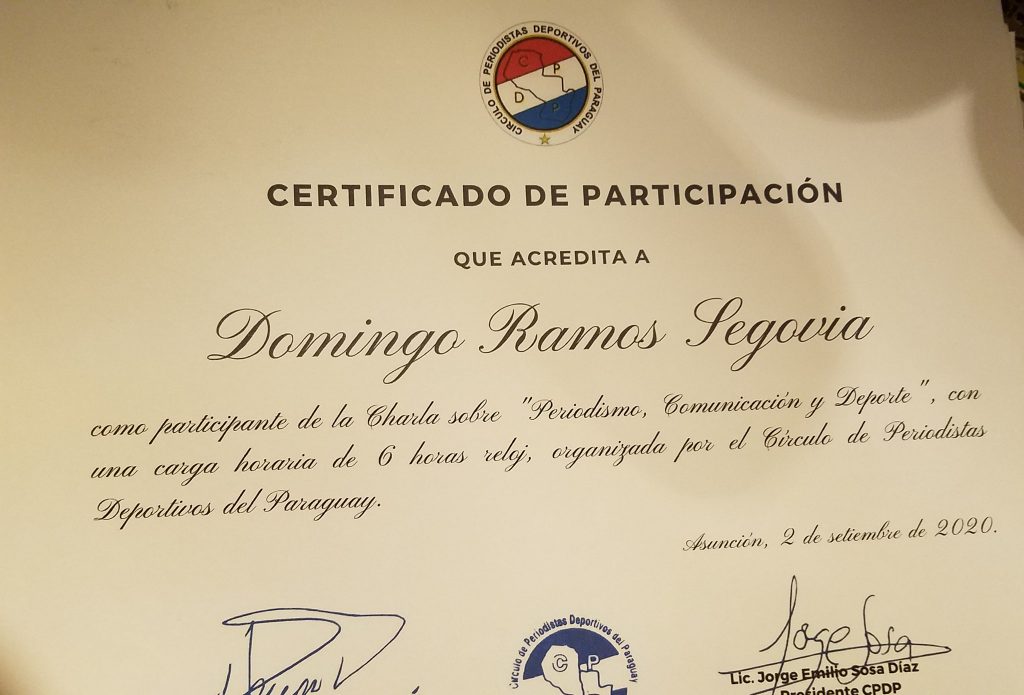 CIRCULO DE PERIODISTAS DEPORTIVOS DEL PARAGUAY
C P
D P
CERTIFICADO DE PARTICIPACIÓN
QUE ACREDITA A
Domingo Ramos Segovia
como participante de la Charla sobre "Periodismo, Comunicación y Deporte", con
una carga horaria de 6 horas reloj, organizada por el Círculo de Periodistas
Deportivos del Paraguay.
Asunción, 2 de setiembre de 2020.
Círculo de Periodistas Deportivos del Paraguay
C P
Jorge Sosa
Lic. Jorge Emilio Sosa Díaz
Presidente CPDP